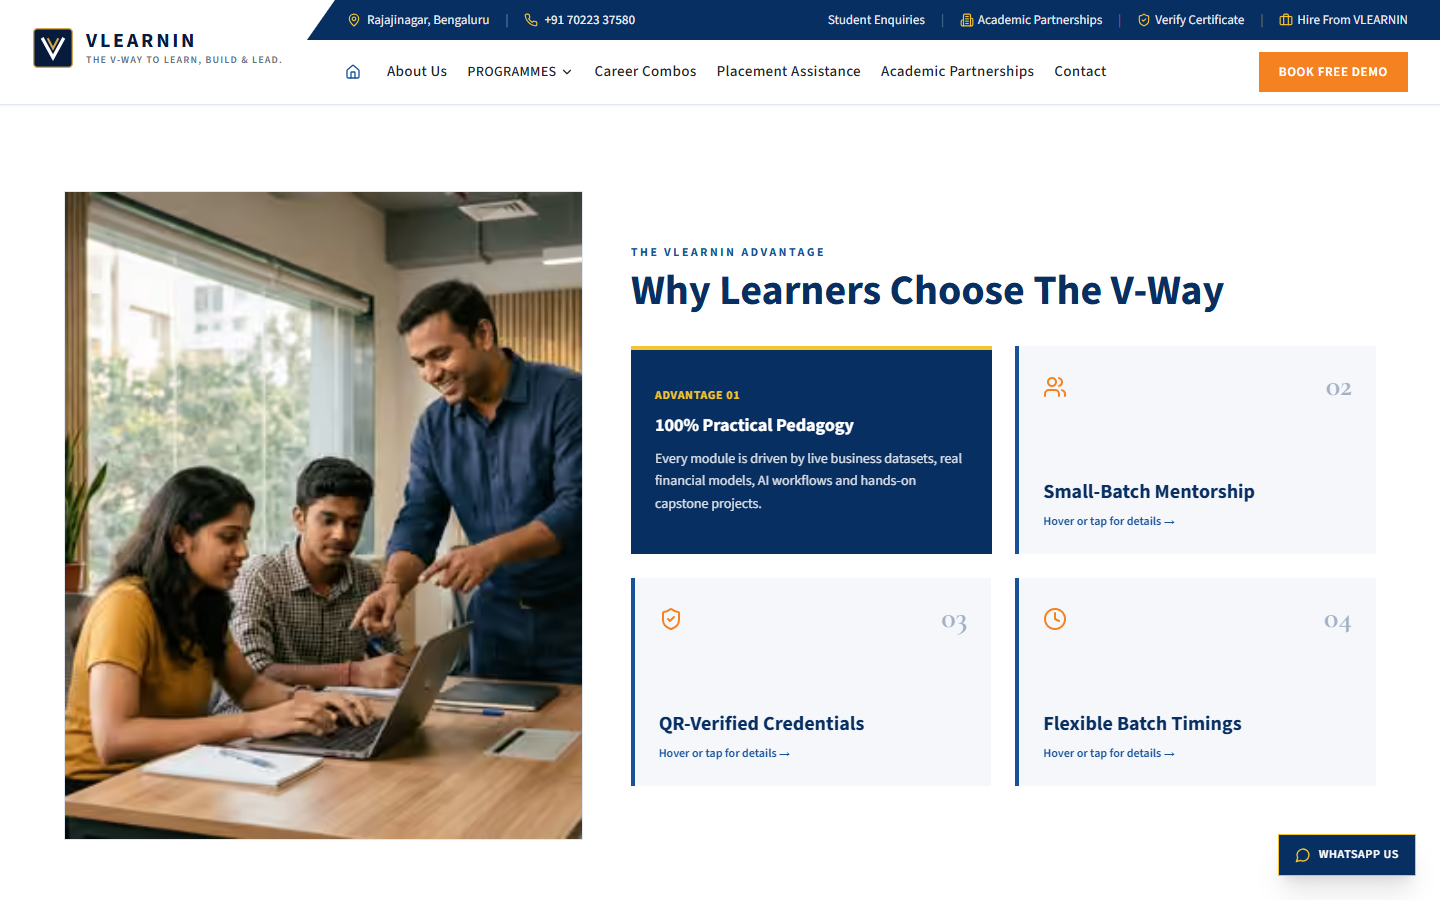 VLEARNIN
THE V-WAY TO LEARN, BUILD & LEAD.
Rajajinagar, Bengaluru
+91 70223 37580
Student Enquiries
Academic Partnerships
Verify Certificate
Hire From VLEARNIN
About Us
PROGRAMMES
Career Combos
Placement Assistance
Academic Partnerships
Contact
BOOK FREE DEMO
THE VLEARNIN ADVANTAGE
Why Learners Choose The V-Way
ADVANTAGE 01
100% Practical Pedagogy
Every module is driven by live business datasets, real
financial models, AI workflows and hands-on
capstone projects.
02
Small-Batch Mentorship
Hover or tap for details →
03
QR-Verified Credentials
Hover or tap for details →
04
Flexible Batch Timings
Hover or tap for details →
WHATSAPP US